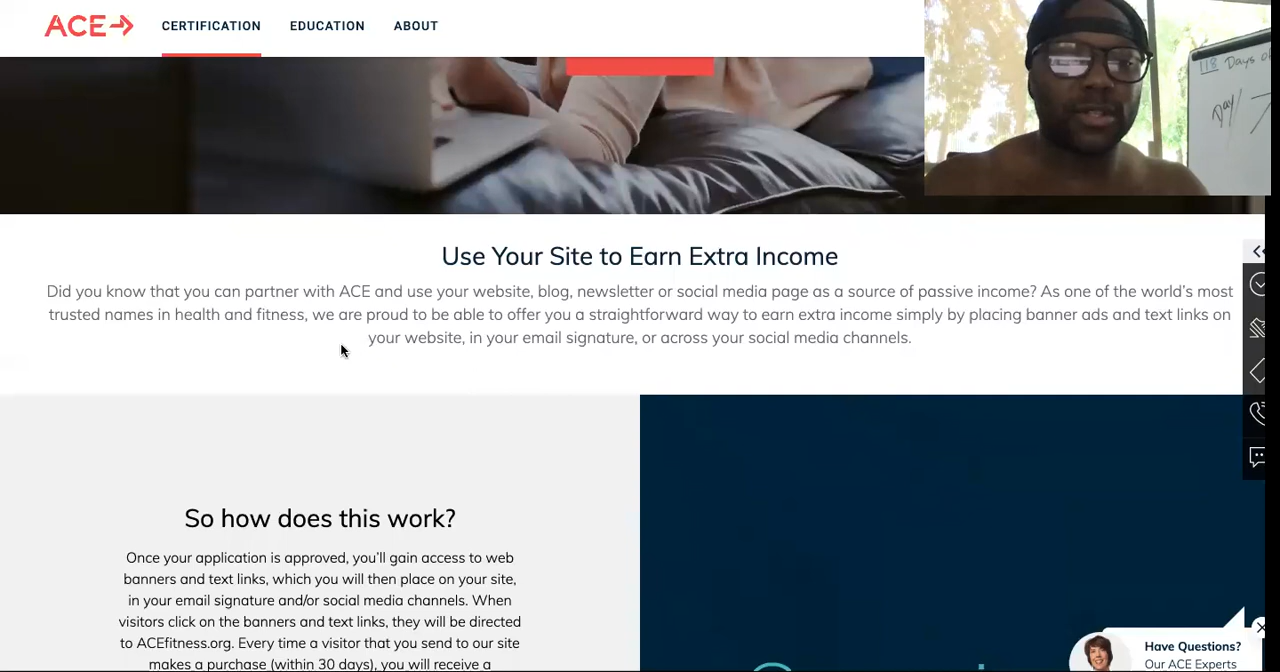 ACE
CERTIFICATION
EDUCATION
ABOUT
118 Days of
Day/
Use Your Site to Earn Extra Income
Did you know that you can partner with ACE and use your website, blog, newsletter or social media page as a source of passive income? As one of the world's most
trusted names in health and fitness, we are proud to be able to offer you a straightforward way to earn extra income simply by placing banner ads and text links on
your website, in your email signature, or across your social media channels.
So how does this work?
Once your application is approved, you'll gain access to web
banners and text links, which you will then place on your site,
in your email signature and/or social media channels. When
visitors click on the banners and text links, they will be directed
to ACEfitness.org. Every time a visitor that you send to our site
makes a purchase (within 30 days), you will receive a
Have Questions?
Our ACE Experts